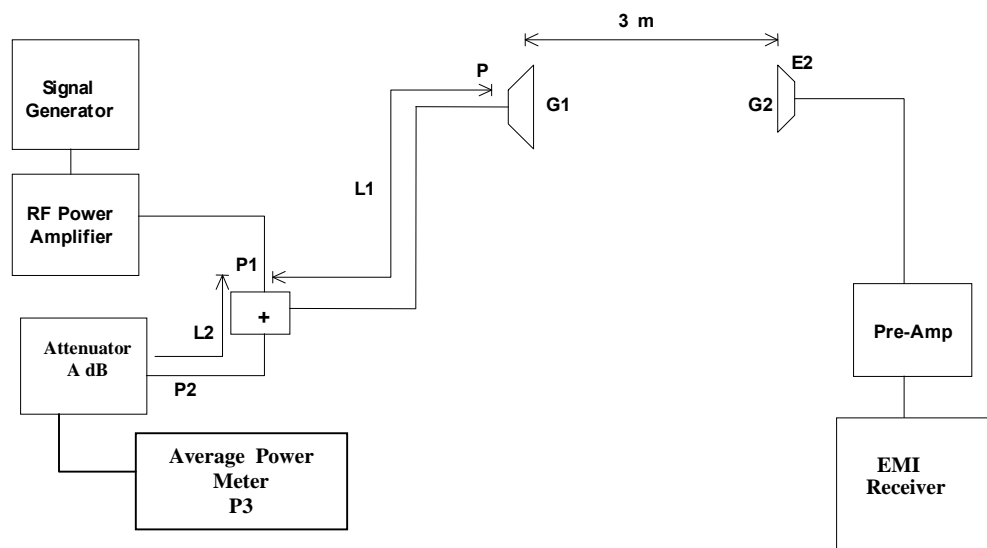 3 m
Signal
Generator
P
E2
G1
G2
L1
RF Power
Amplifier
P1
+
L2
Attenuator
A dB
P2
Pre-Amp
Average Power
Meter
P3
EMI
Receiver